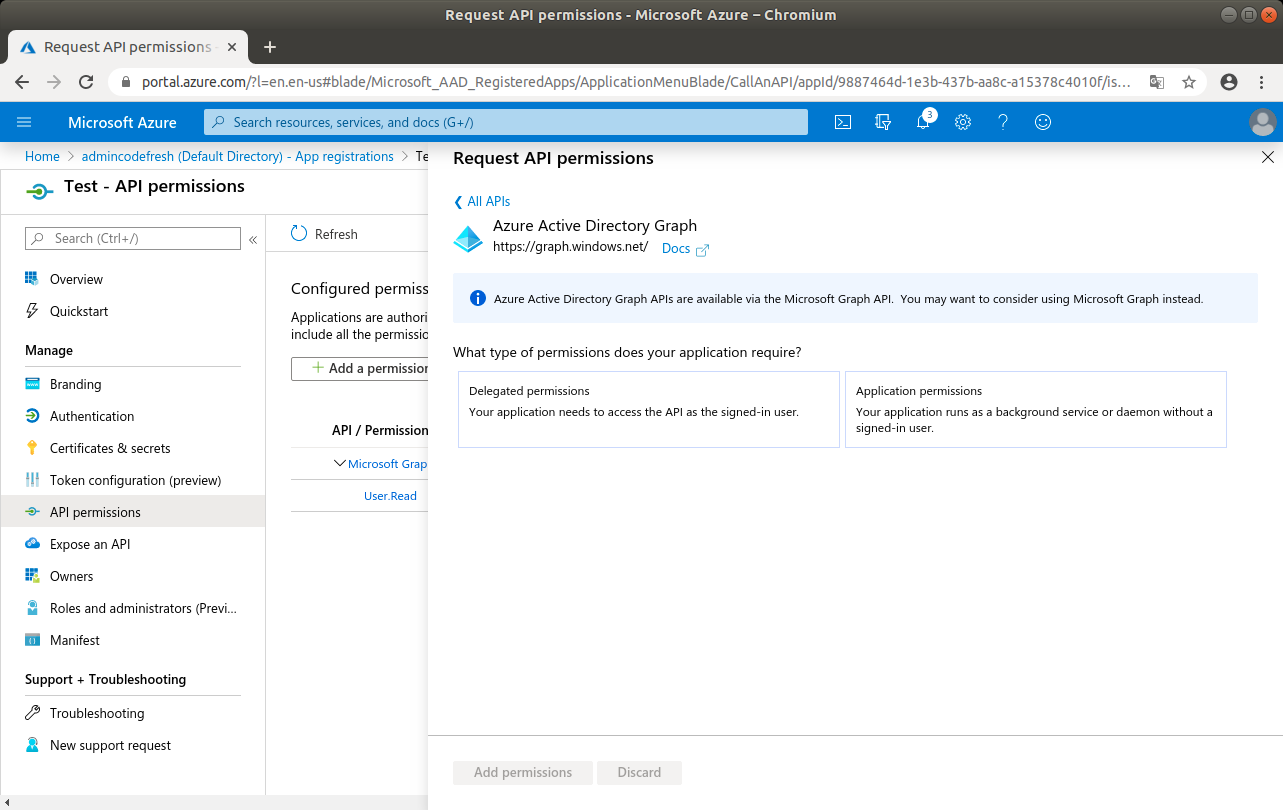 Request API permissions - Microsoft Azure – Chromium
Request API permissions
portal.azure.com/?l=en.en-us#blade/Microsoft_AAD_RegisteredApps/ApplicationMenuBlade/CallAnAPI/appId/9887464d-1e3b-437b-aa8c-a15378c4010f/is...
Microsoft Azure
Search resources, services, and docs (G+/)
3
Home > admincodefresh (Default Directory) - App registrations > Te
Test - API permissions
Search (Ctrl+/)
«
Overview
Quickstart
Manage
Branding
Authentication
Certificates & secrets
Token configuration (preview)
API permissions
Expose an API
Owners
Roles and administrators (Previ...
Manifest
Support + Troubleshooting
Troubleshooting
New support request
Refresh
Configured permiss
Applications are authori
include all the permissio
+ Add a permission
API / Permission
Microsoft Grap
User.Read
Request API permissions
All APIs
Azure Active Directory Graph
https://graph.windows.net/ Docs
Azure Active Directory Graph APIs are available via the Microsoft Graph API. You may want to consider using Microsoft Graph instead.
What type of permissions does your application require?
Delegated permissions
Your application needs to access the API as the signed-in user.
Application permissions
Your application runs as a background service or daemon without a
signed-in user.
Add permissions
Discard